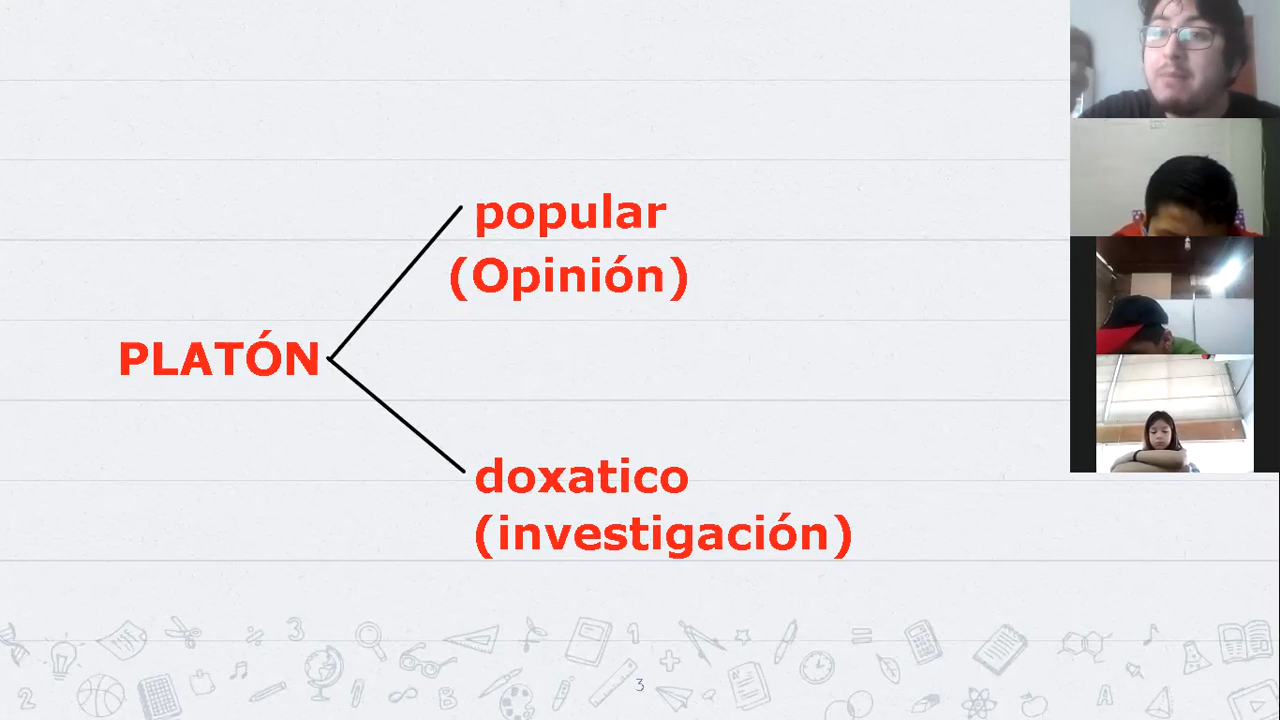 popular
(Opinión)
PLATÓN
doxatico
(investigación)
3